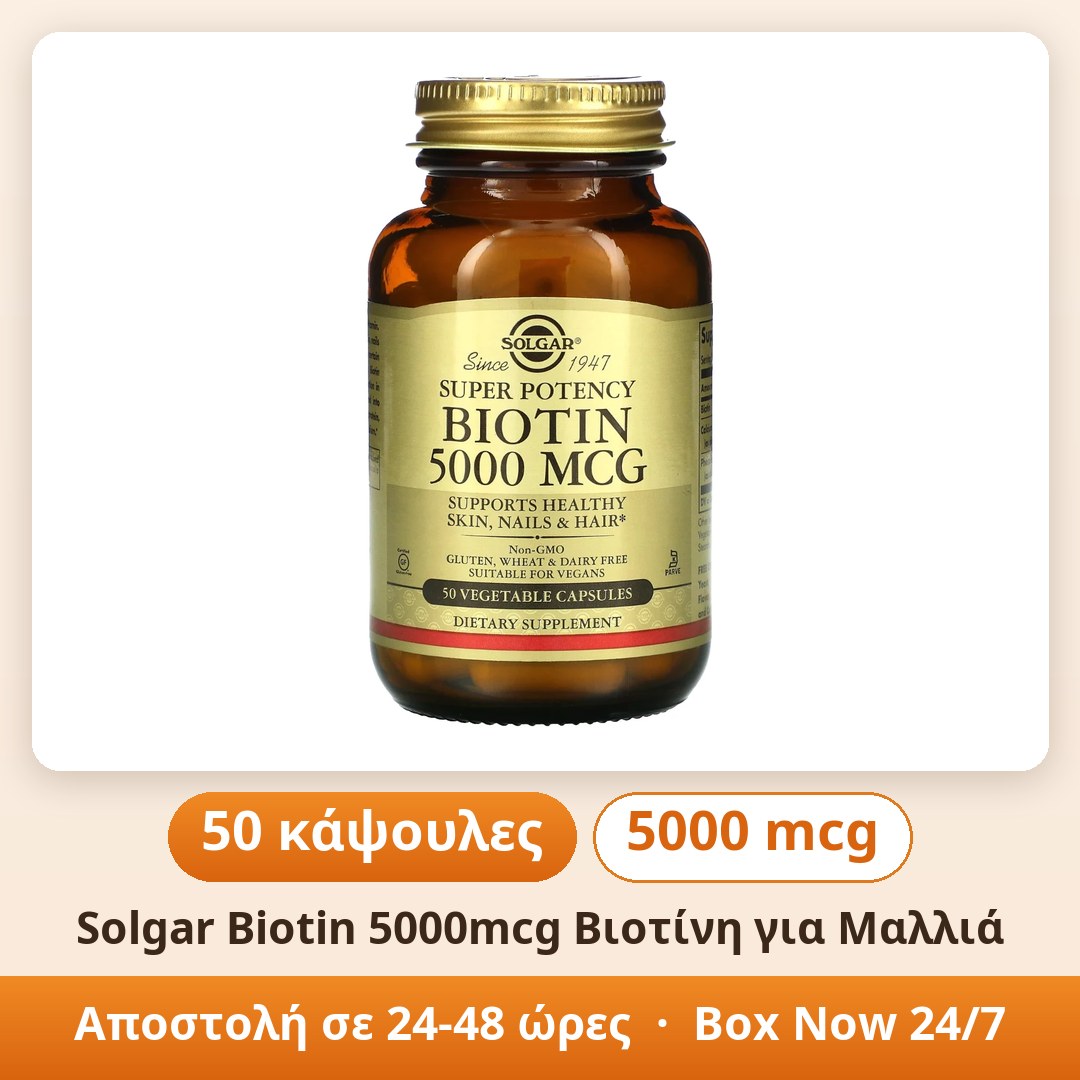 SOLGAR®
Since 1947
SUPER POTENCY
BIOTIN
5000 MCG
SUPPORTS HEALTHY
SKIN, NAILS & HAIR*
Non-GMO
GLUTEN, WHEAT & DAIRY FREE
SUITABLE FOR VEGANS
PARVE
50 VEGETABLE CAPSULES
DIETARY SUPPLEMENT
50 κάψουλες
5000 mcg
Solgar Biotin 5000mcg Βιοτίνη για Μαλλιά
Αποστολή σε 24-48 ώρες · Box Now 24/7